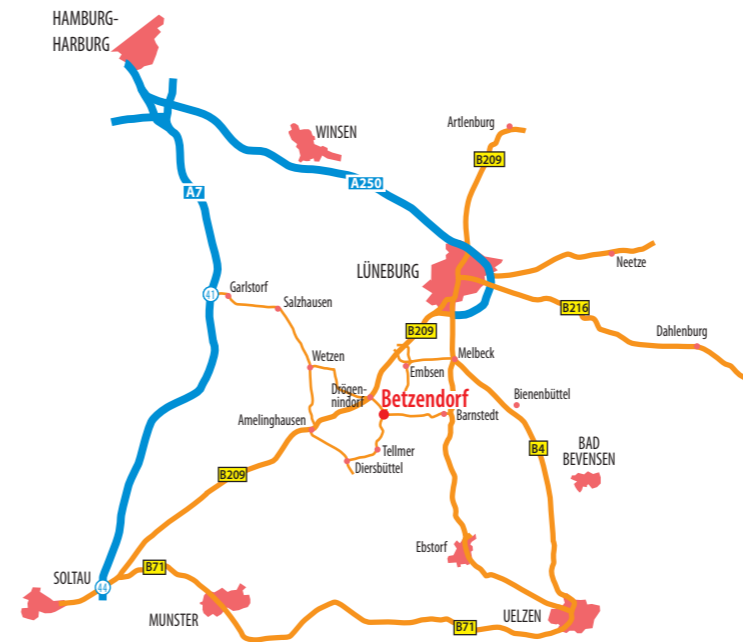 HAMBURG-
HARBURG
WINSEN
Artlenburg
B209
A7
A250
LÜNEBURG
Neetze
41
Garlstorf
Salzhausen
B216
B209
Dahlenburg
Wetzen
Melbeck
Embsen
Drögen-
nindorf
Betzendorf
Bienenbüttel
Barnstedt
Amelinghausen
BAD
BEVENSEN
B4
Tellmer
Diersbüttel
B209
Ebstorf
B71
SOLTAU
44
MUNSTER
UELZEN
B71